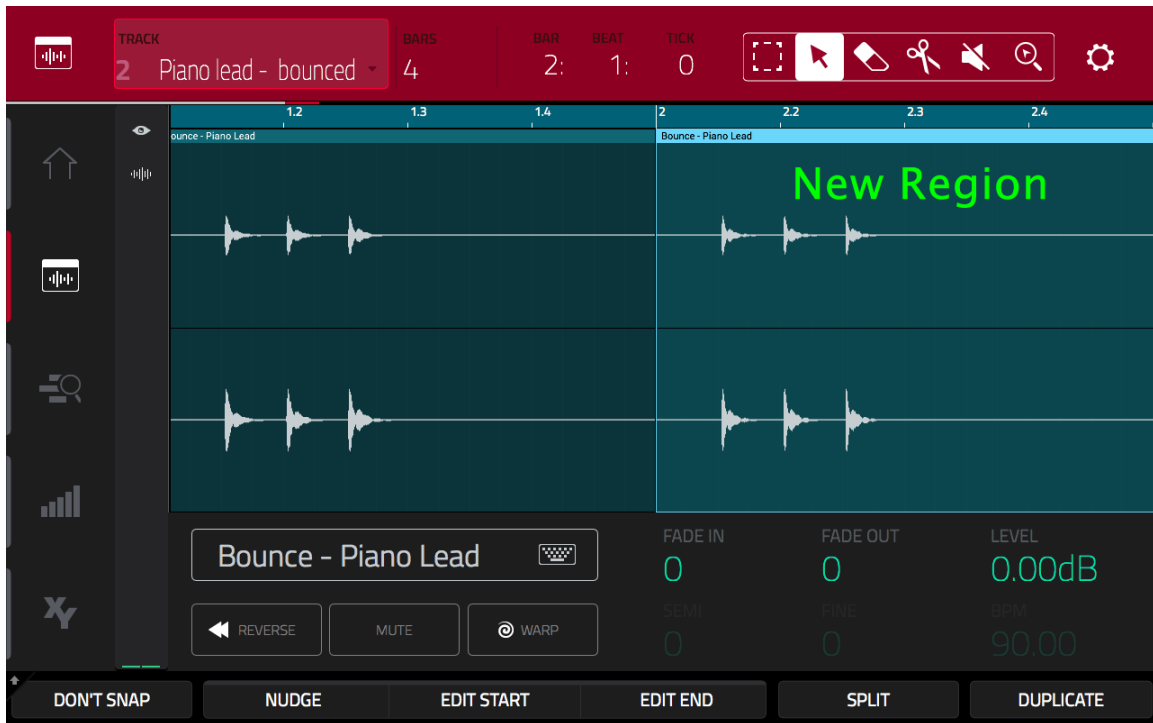 TRACK BARS BAR BEAT TICK
2 Piano lead - bounced 4 2: 1: 0
1.2 1.3 1.4 2 2.2 2.3 2.4
ounce - Piano Lead Bounce - Piano Lead
New Region
Bounce - Piano Lead
FADE IN FADE OUT LEVEL
0 0 0.00dB
REVERSE MUTE WARP
SEMI FINE BPM
0 0 90.00
XY
DON'T SNAP NUDGE EDIT START EDIT END SPLIT DUPLICATE